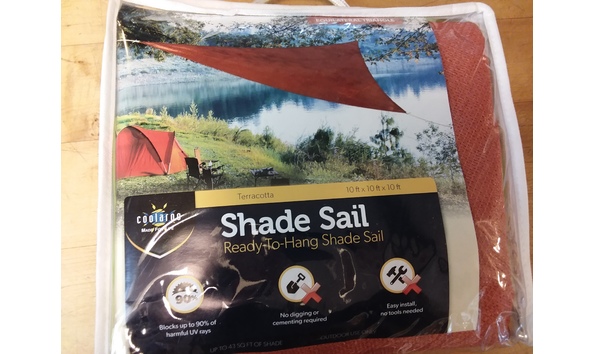 Terracotta
10 ft x 10 ft x 10 ft
coolaroo
Shade Sail
Ready-To-Hang Shade Sail
90%
Blocks up to 90% of
harmful UV rays
No digging or
cementing required
Easy install,
no tools needed